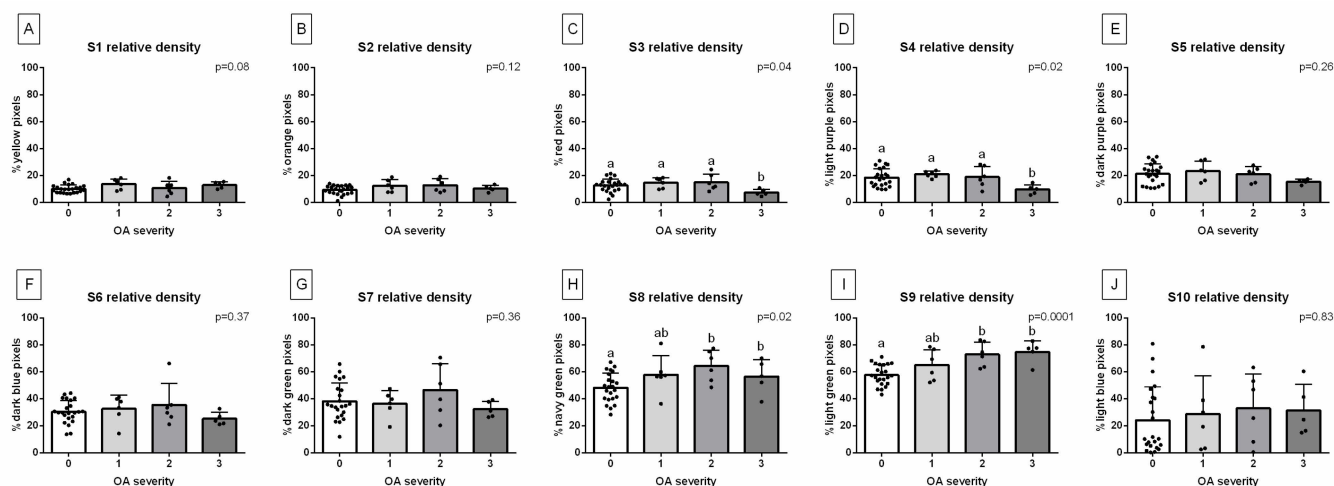 A
S1 relative density
p=0.08
% yellow pixels
100
80
60
40
20
0
0 1 2 3
OA severity
B
S2 relative density
p=0.12
% orange pixels
100
80
60
40
20
0
0 1 2 3
OA severity
C
S3 relative density
p=0.04
% red pixels
100
80
60
40
20
0
a a a b
0 1 2 3
OA severity
D
S4 relative density
p=0.02
% light purple pixels
100
80
60
40
20
0
a a a b
0 1 2 3
OA severity
E
S5 relative density
p=0.26
% dark purple pixels
100
80
60
40
20
0
0 1 2 3
OA severity
F
S6 relative density
p=0.37
% dark blue pixels
100
80
60
40
20
0
0 1 2 3
OA severity
G
S7 relative density
p=0.36
% dark green pixels
100
80
60
40
20
0
0 1 2 3
OA severity
H
S8 relative density
p=0.02
% navy green pixels
100
80
60
40
20
0
a ab b b
0 1 2 3
OA severity
I
S9 relative density
p=0.0001
% light green pixels
100
80
60
40
20
0
a ab b b
0 1 2 3
OA severity
J
S10 relative density
p=0.83
% light blue pixels
100
80
60
40
20
0
0 1 2 3
OA severity